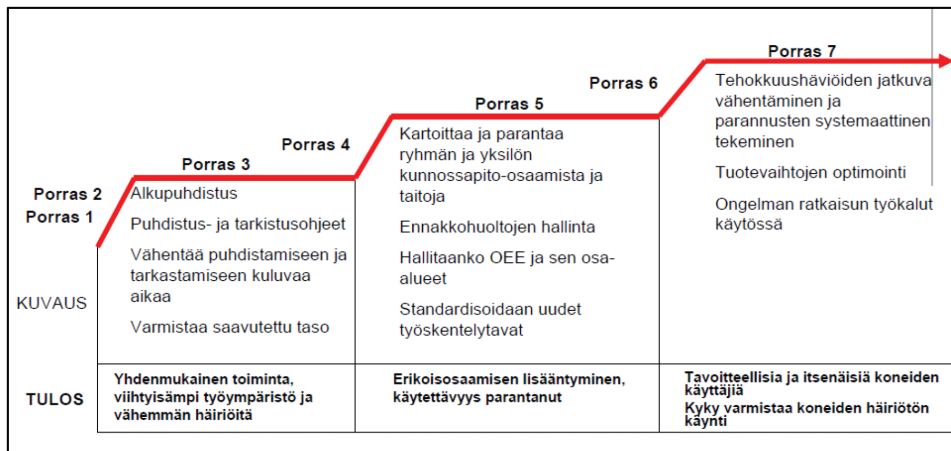 Porras 7
Porras 6
Porras 5
Porras 4
Porras 3
Porras 2
Porras 1
KUVAUS
Alkupuhdistus
Puhdistus- ja tarkistusohjeet
Vähentää puhdistamiseen ja
tarkastamiseen kuluvaa
aikaa
Varmistaa saavutettu taso
Kartoittaa ja parantaa
ryhmän ja yksilön
kunnossapito-osaamista ja
taitoja
Ennakkohuoltojen hallinta
Hallitaanko OEE ja sen osa-
alueet
Standardisoidaan uudet
työskentelytavat
Tehokkuushäviöiden jatkuva
vähentäminen ja
parannusten systemaattinen
tekeminen
Tuotevaihtojen optimointi
Ongelman ratkaisun työkalut
käytössä
TULOS
Yhdenmukainen toiminta,
viihtyisämpi työympäristö ja
vähemmän häiriöitä
Erikoisosaamisen lisääntyminen,
käytettävyys parantanut
Tavoitteellisia ja itsenäisiä koneiden
käyttäjiä
Kyky varmistaa koneiden häiriötön
käynti